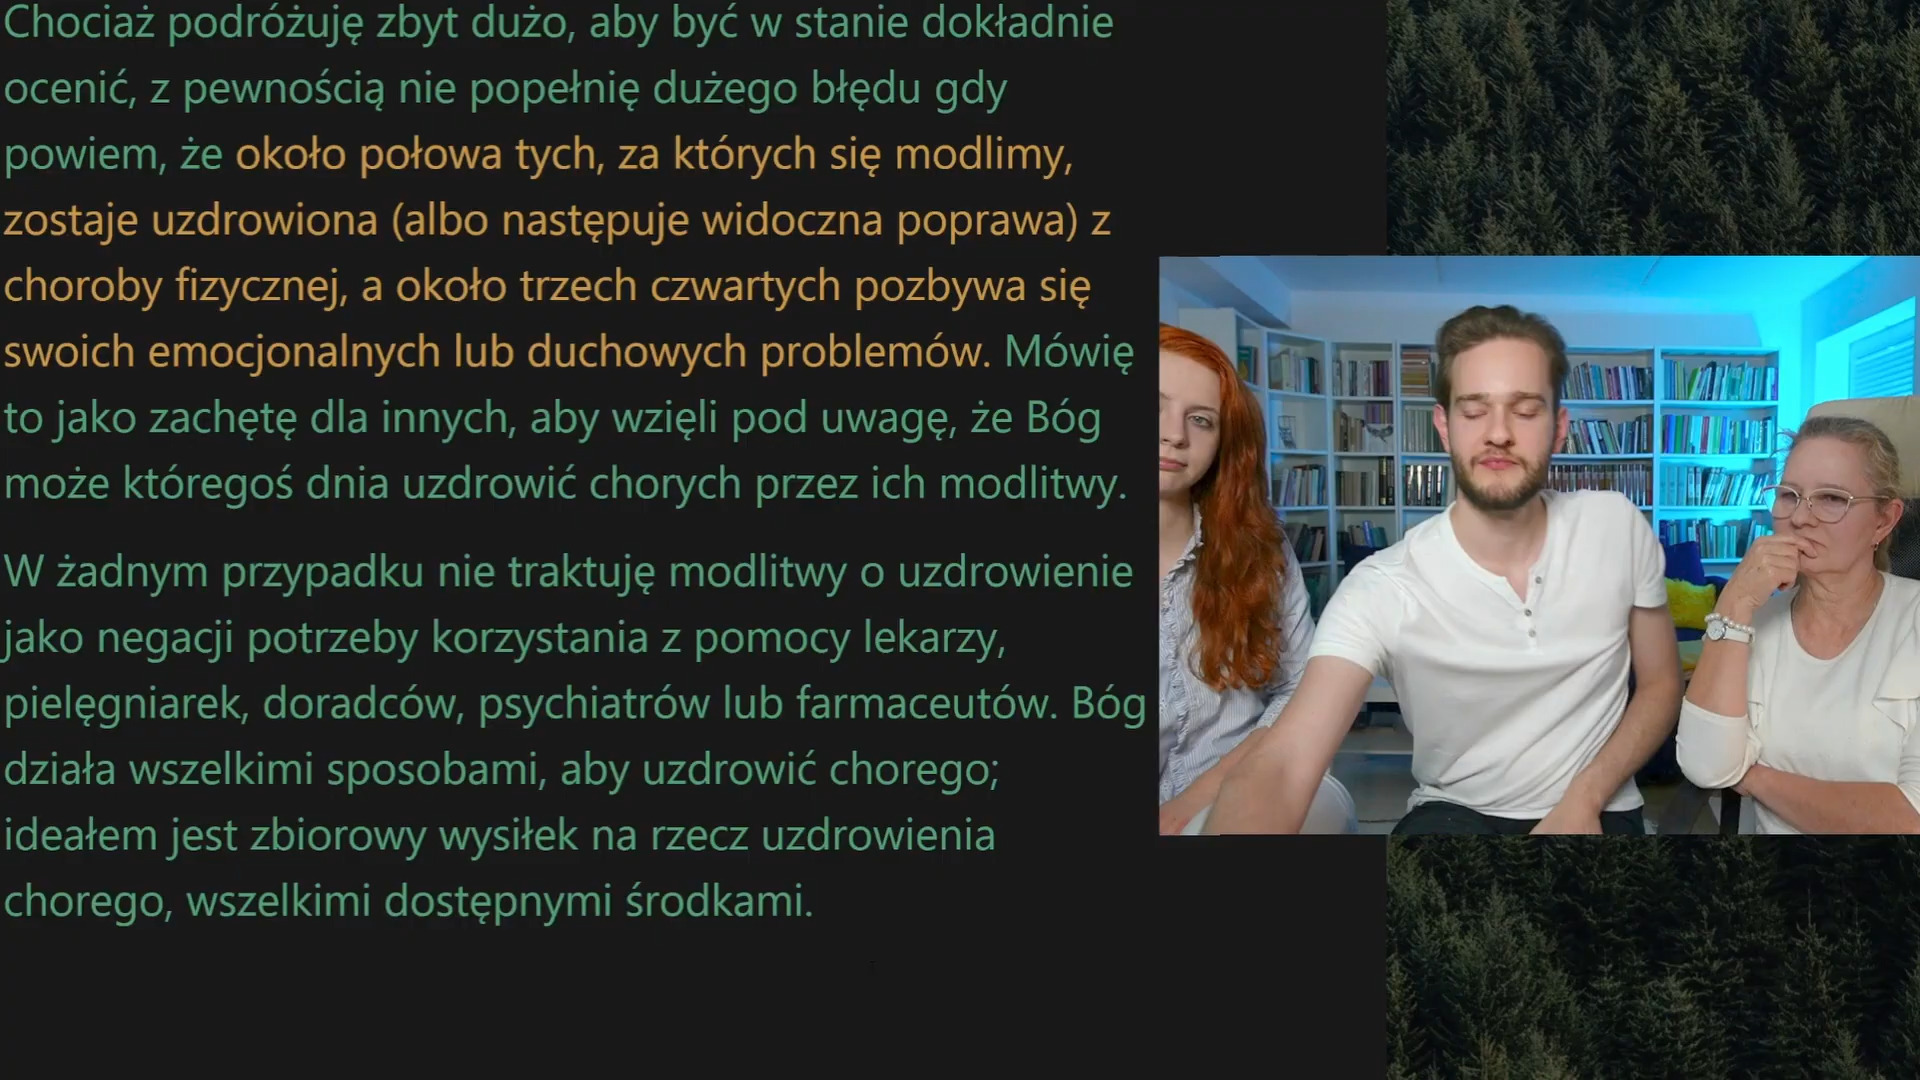 Chociaż podróżuję zbyt dużo, aby być w stanie dokładnie
ocenić, z pewnością nie popełnię dużego błędu gdy
powiem, że około połowa tych, za których się modlimy,
zostaje uzdrowiona (albo następuje widoczna poprawa) z
choroby fizycznej, a około trzech czwartych pozbywa się
swoich emocjonalnych lub duchowych problemów. Mówię
to jako zachętę dla innych, aby wzięli pod uwagę, że Bóg
może któregoś dnia uzdrowić chorych przez ich modlitwy.
W żadnym przypadku nie traktuję modlitwy o uzdrowienie
jako negacji potrzeby korzystania z pomocy lekarzy,
pielęgniarek, doradców, psychiatrów lub farmaceutów. Bóg
działa wszelkimi sposobami, aby uzdrowić chorego;
ideałem jest zbiorowy wysiłek na rzecz uzdrowienia
chorego, wszelkimi dostępnymi środkami.